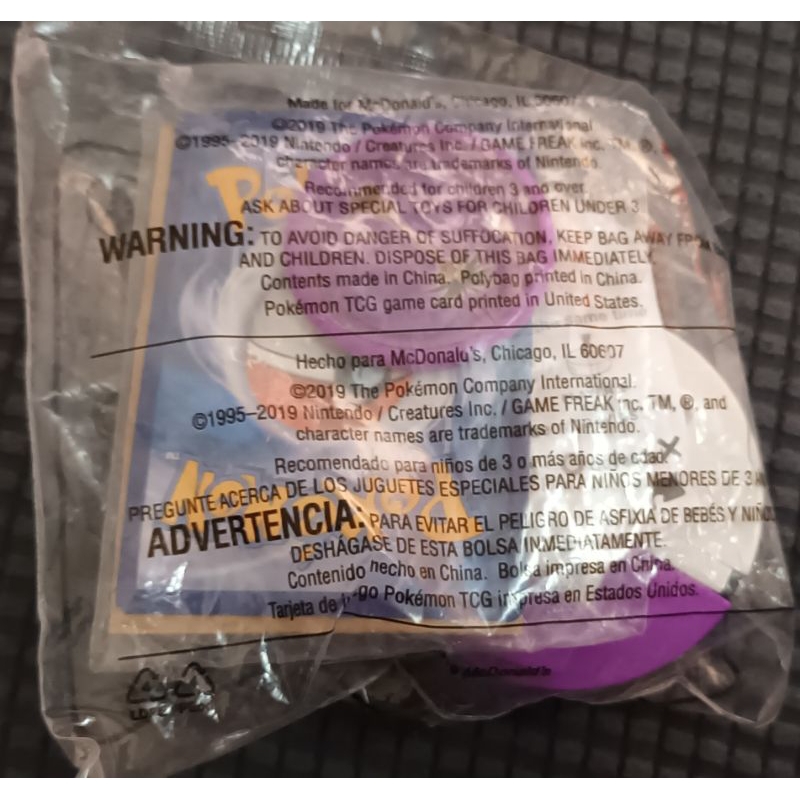 Made for McDonald's, Chicago, IL 60607
©2019 The Pokémon Company International
©1995-2019 Nintendo / Creatures Inc. / GAME FREAK inc. TM, ®,
character names are trademarks of Nintendo.
Recommended for children 3 and over.
ASK ABOUT SPECIAL TOYS FOR CHILDREN UNDER 3
WARNING: TO AVOID DANGER OF SUFFOCATION, KEEP BAG AWAY FROM
AND CHILDREN. DISPOSE OF THIS BAG IMMEDIATELY.
Contents made in China. Polybag printed in China.
Pokémon TCG game card printed in United States.
same time
Hecho para McDonald's, Chicago, IL 60607
©2019 The Pokémon Company International.
©1995–2019 Nintendo / Creatures Inc. / GAME FREAK inc. TM, ®, and
character names are trademarks of Nintendo.
Recomendado para niños de 3 o más años de edad.
PREGUNTE ACERCA DE LOS JUGUETES ESPECIALES PARA NIÑOS MENORES DE 3
ADVERTENCIA: PARA EVITAR EL PELIGRO DE ASFIXIA DE BEBÉS Y NIÑOS
DESHÁGASE DE ESTA BOLSA INMEDIATAMENTE.
Contenido hecho en China. Bolsa impresa en China.
Tarjeta de juego Pokémon TCG impresa en Estados Unidos.
POKéMON
© McDonald's